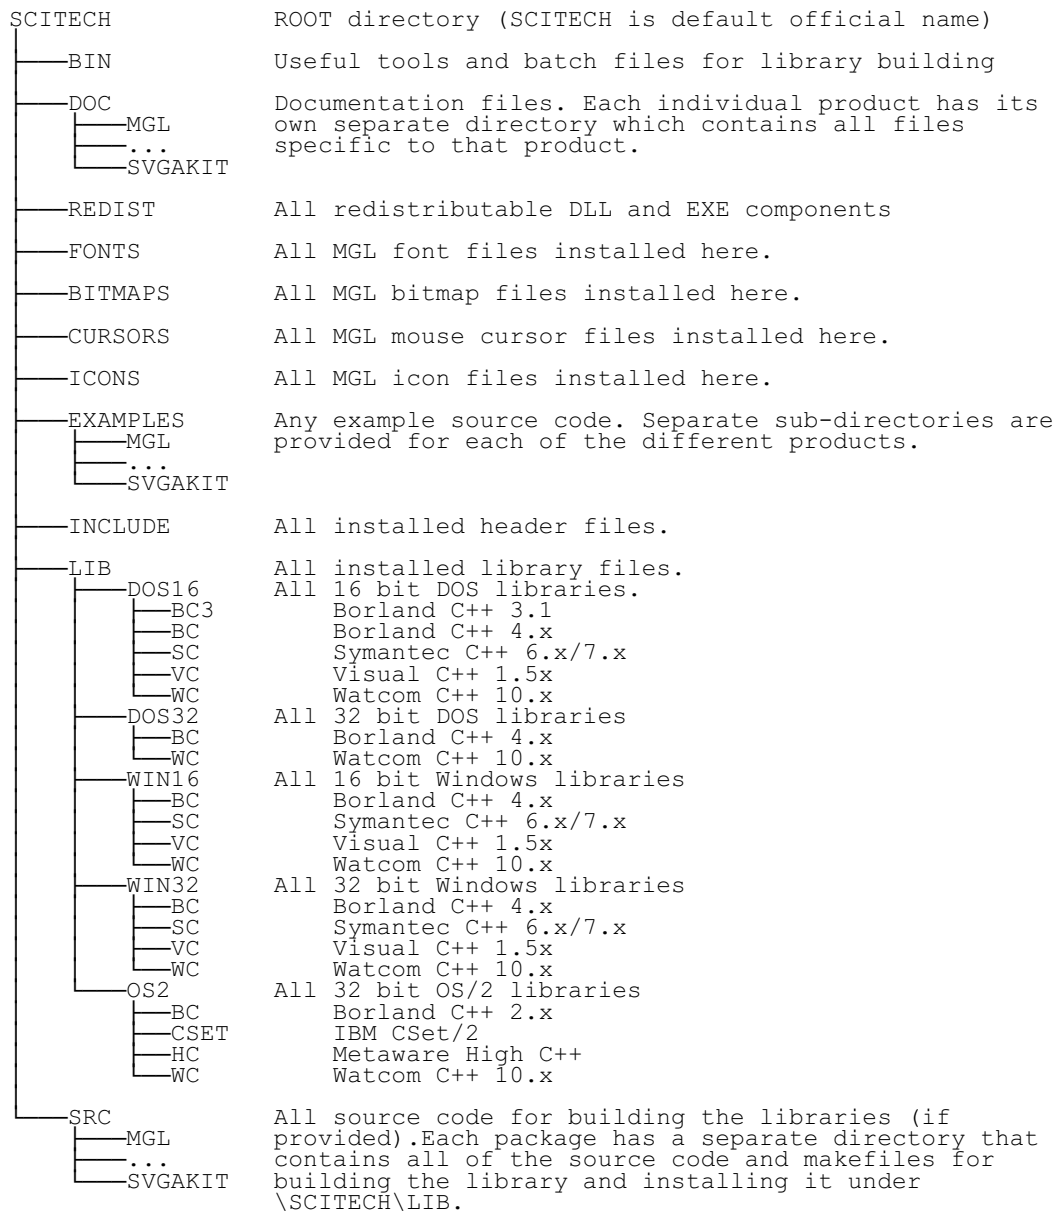 SCITECH ROOT directory (SCITECH is default official name)
BIN Useful tools and batch files for library building
DOC Documentation files. Each individual product has its
MGL own separate directory which contains all files
... specific to that product.
SVGAKIT
REDIST All redistributable DLL and EXE components
FONTS All MGL font files installed here.
BITMAPS All MGL bitmap files installed here.
CURSORS All MGL mouse cursor files installed here.
ICONS All MGL icon files installed here.
EXAMPLES Any example source code. Separate sub-directories are
MGL provided for each of the different products.
...
SVGAKIT
INCLUDE All installed header files.
LIB All installed library files.
DOS16 All 16 bit DOS libraries.
BC3 Borland C++ 3.1
BC Borland C++ 4.x
SC Symantec C++ 6.x/7.x
VC Visual C++ 1.5x
WC Watcom C++ 10.x
DOS32 All 32 bit DOS libraries
BC Borland C++ 4.x
WC Watcom C++ 10.x
WIN16 All 16 bit Windows libraries
BC Borland C++ 4.x
SC Symantec C++ 6.x/7.x
VC Visual C++ 1.5x
WC Watcom C++ 10.x
WIN32 All 32 bit Windows libraries
BC Borland C++ 4.x
SC Symantec C++ 6.x/7.x
VC Visual C++ 1.5x
WC Watcom C++ 10.x
OS2 All 32 bit OS/2 libraries
BC Borland C++ 2.x
CSET IBM CSet/2
HC Metaware High C++
WC Watcom C++ 10.x
SRC All source code for building the libraries (if
MGL provided).Each package has a separate directory that
... contains all of the source code and makefiles for
SVGAKIT building the library and installing it under
\SCITECH\LIB.